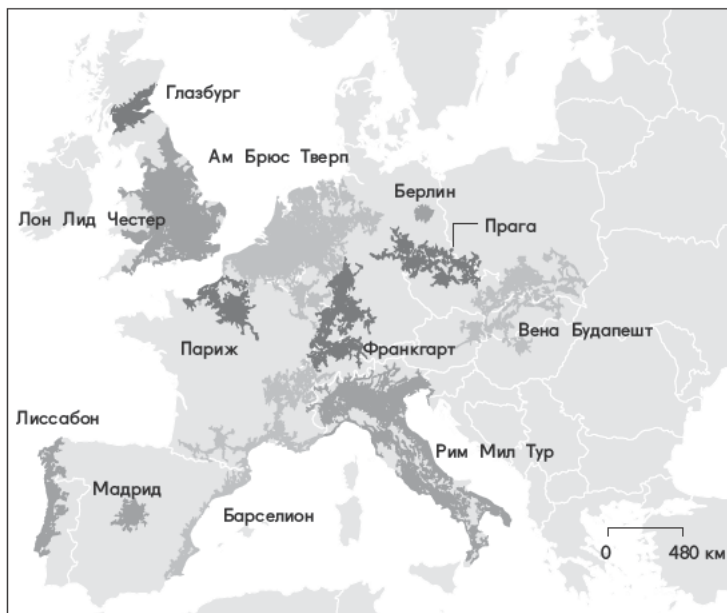 Глазбург
Ам Брюс Тверп
Берлин
Лон Лид Честер
Прага
Париж
Франкгарт
Вена Будапешт
Лиссабон
Рим Мил Тур
Мадрид
Барселион
0 480 км